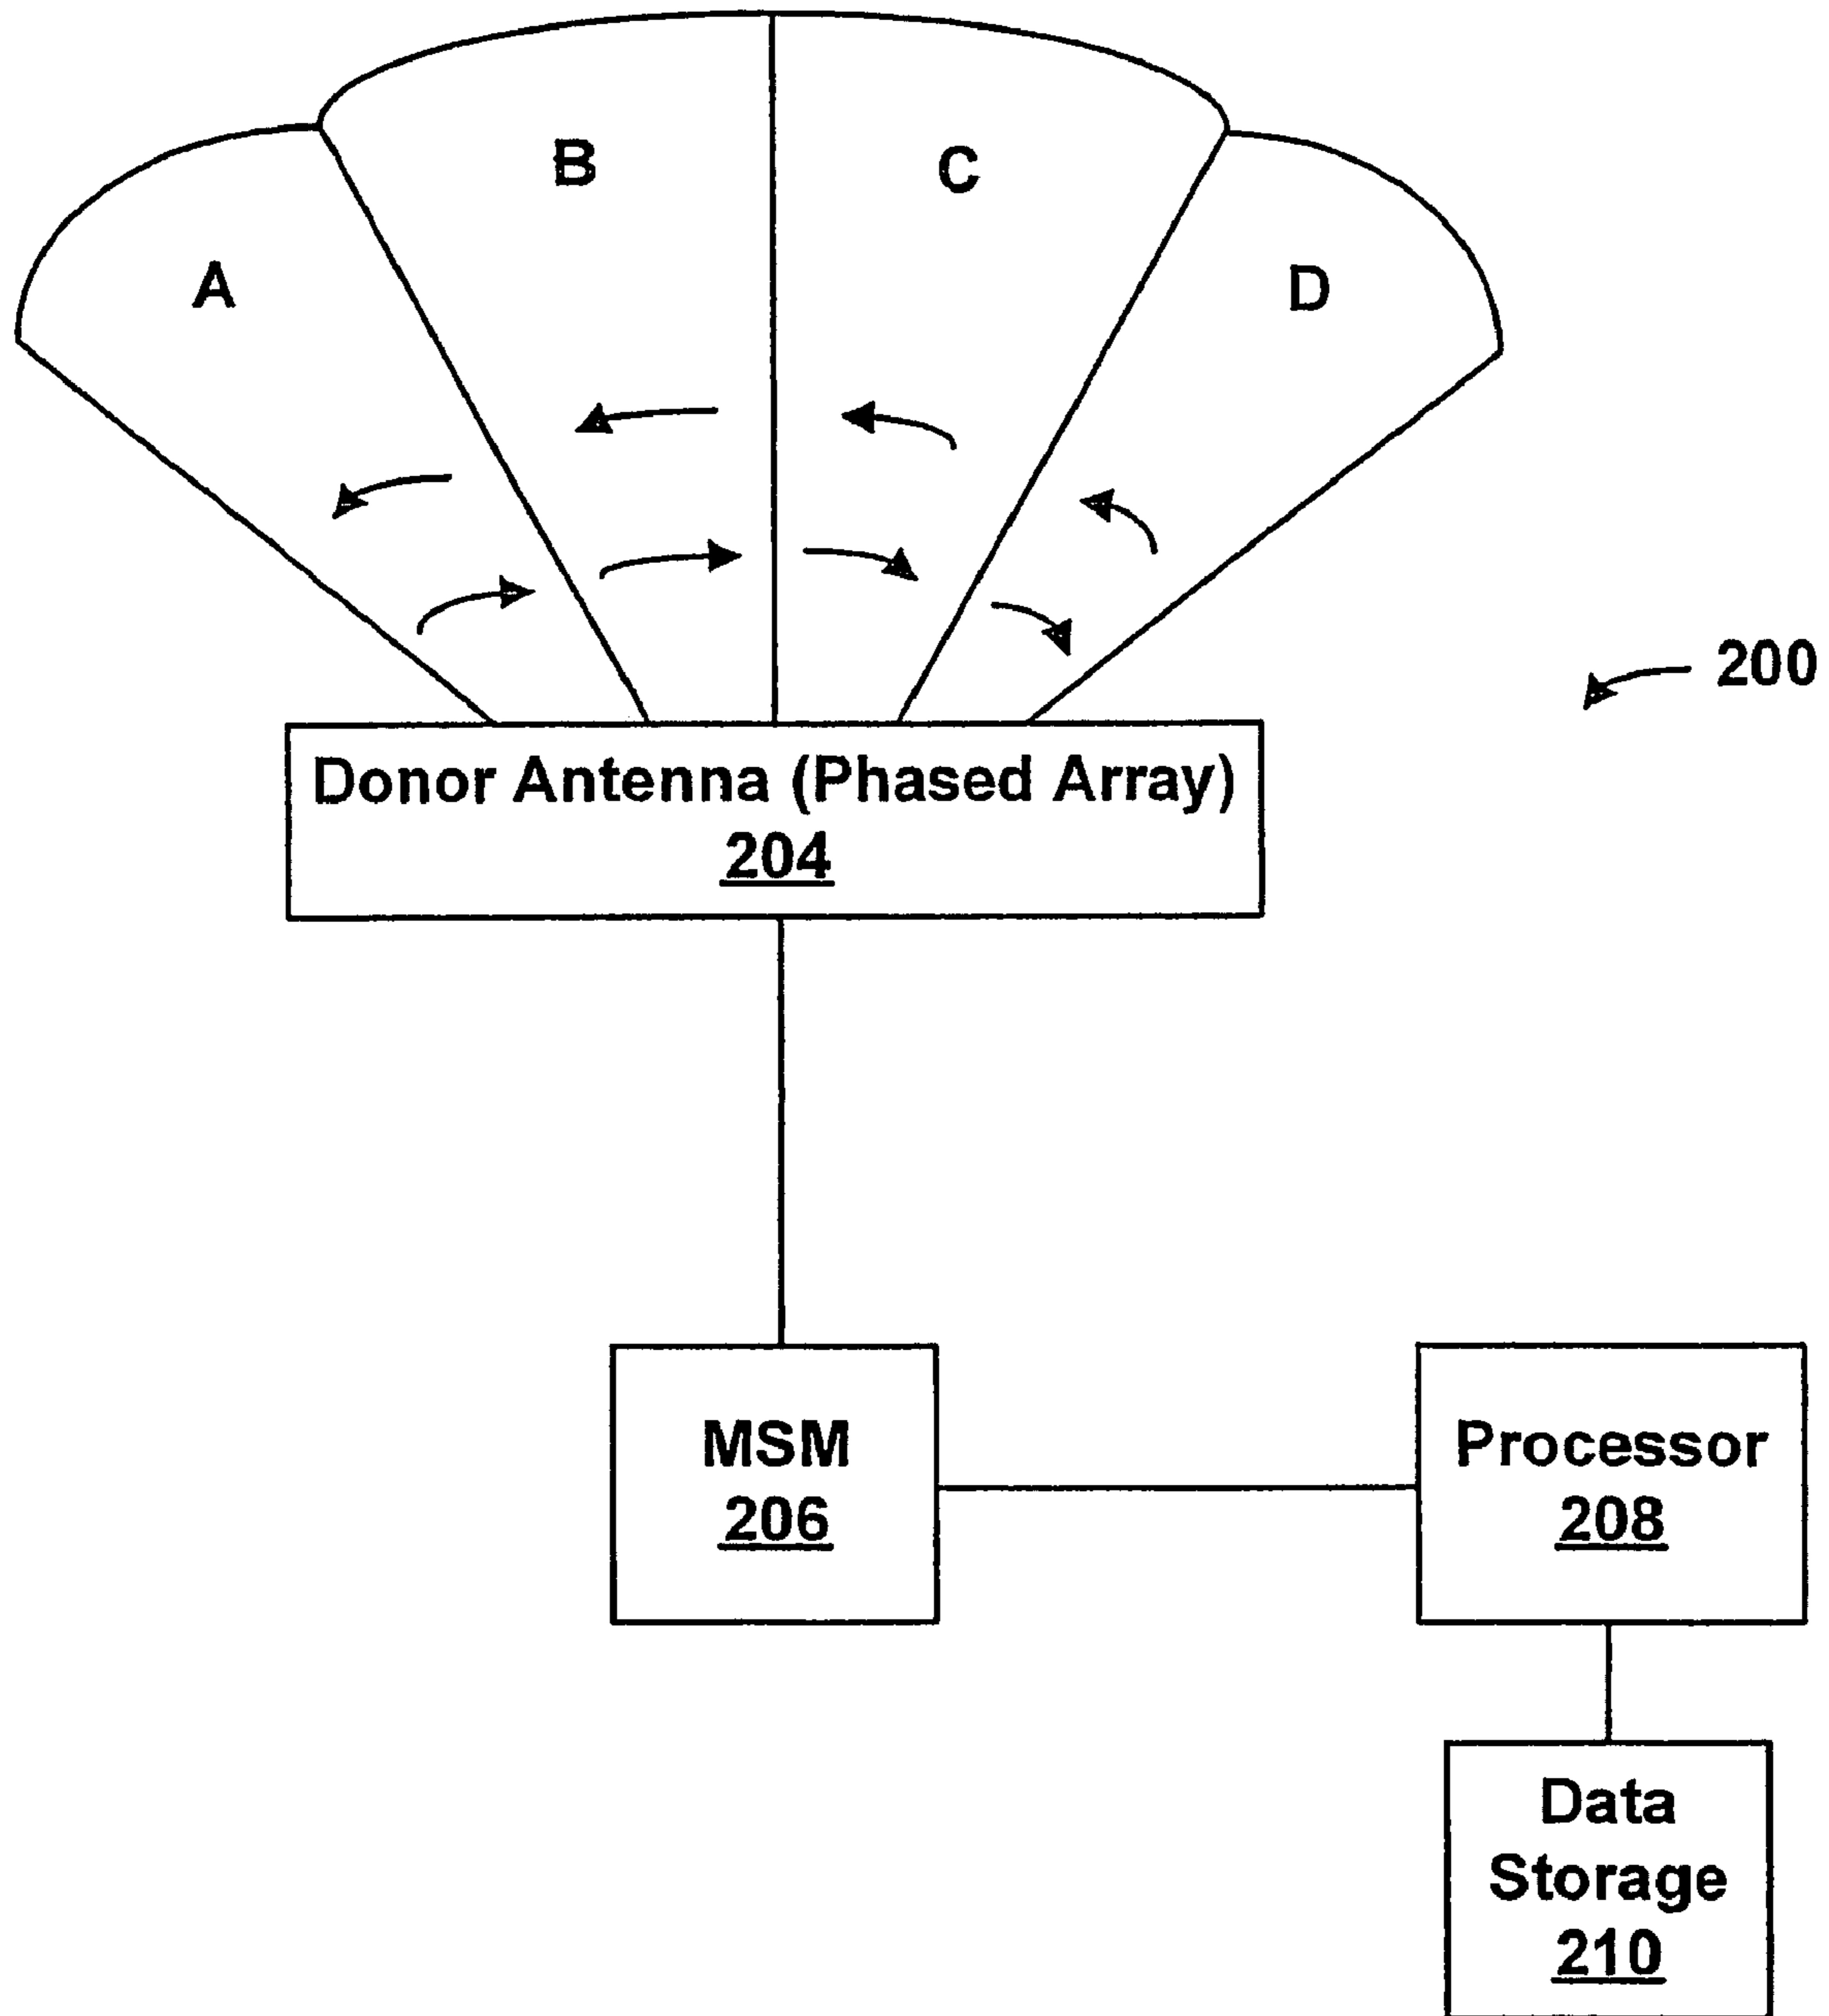 B
C
A
D
200
Donor Antenna (Phased Array)
204
MSM
206
Processor
208
Data
Storage
210